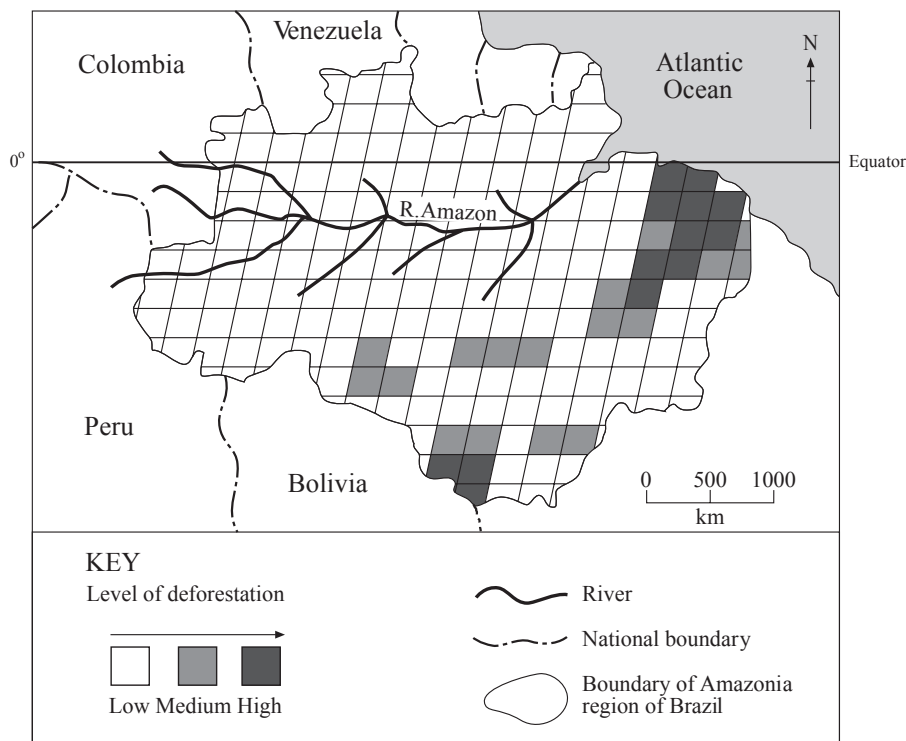 Venezuela
Colombia
Atlantic
Ocean
N
0°
Equator
R.Amazon
Peru
Bolivia
0 500 1000
km
KEY
Level of deforestation
Low Medium High
River
National boundary
Boundary of Amazonia
region of Brazil